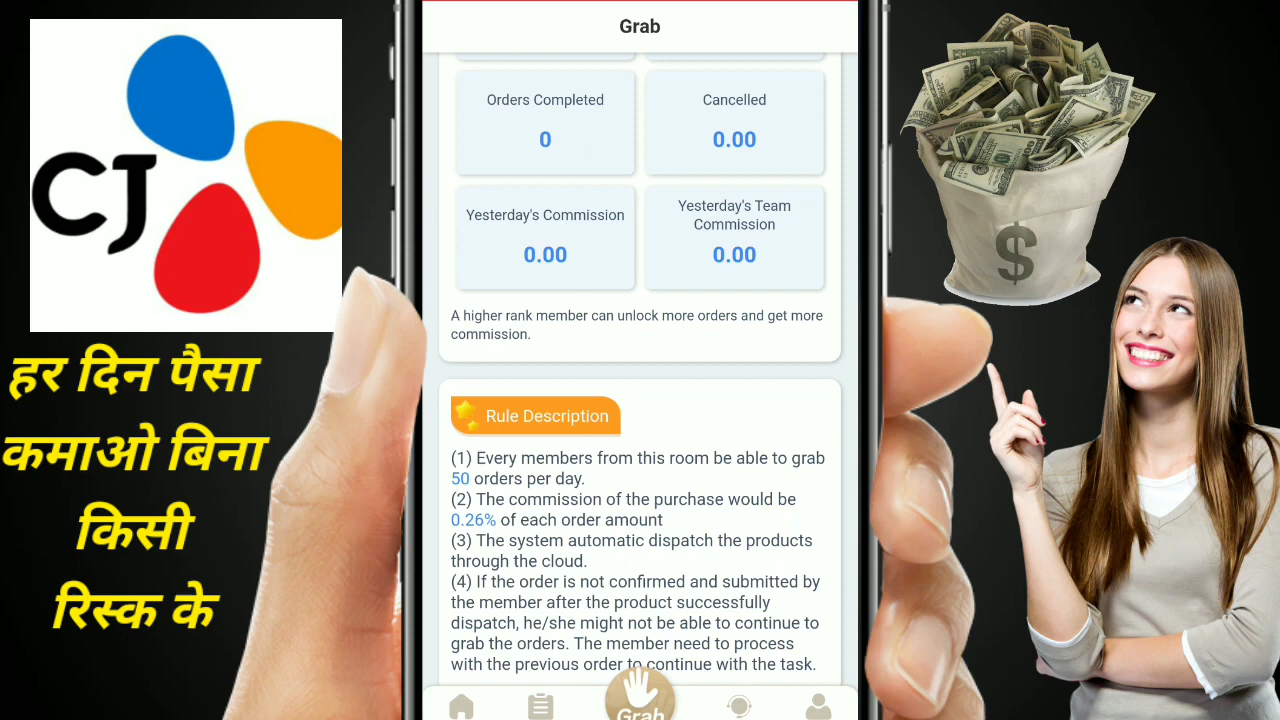 CJ
हर दिन पैसा
कमाओ बिना
किसी
रिस्क के
Grab
Orders Completed
0
Cancelled
0.00
Yesterday's Commission
0.00
Yesterday's Team
Commission
0.00
A higher rank member can unlock more orders and get more
commission.
Rule Description
(1) Every members from this room be able to grab
50 orders per day.
(2) The commission of the purchase would be
0.26% of each order amount
(3) The system automatic dispatch the products
through the cloud.
(4) If the order is not confirmed and submitted by
the member after the product successfully
dispatch, he/she might not be able to continue to
grab the orders. The member need to process
with the previous order to continue with the task.
Grab
$